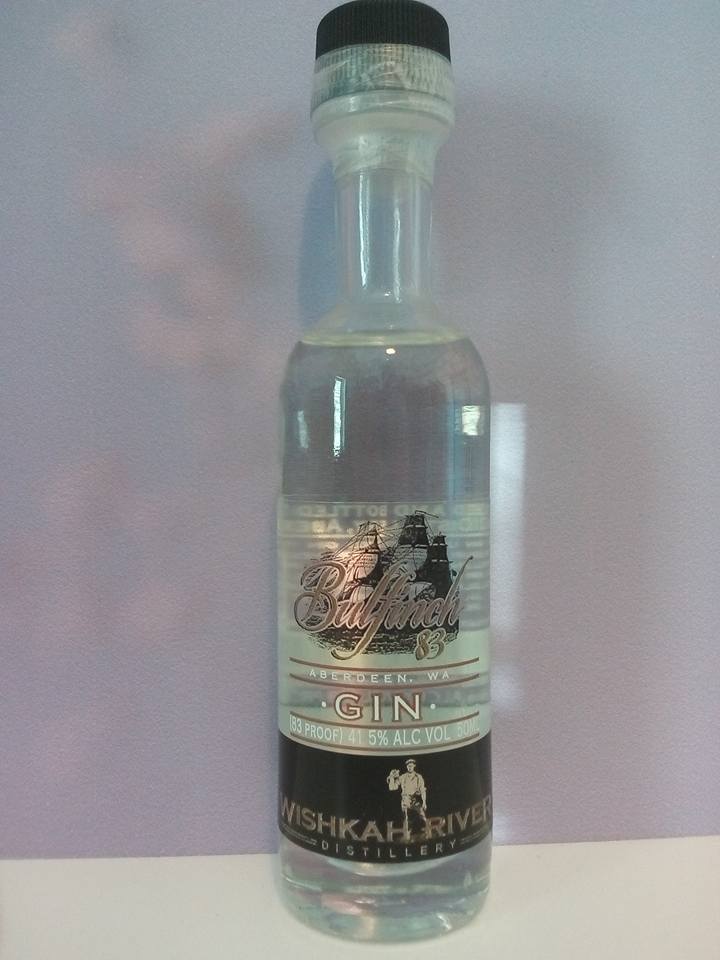 Bulfinch
83
ABERDEEN, WA
·GIN·
(83 PROOF) 41 5% ALC VOL 50ML
WISHKAH RIVER
DISTILLERY